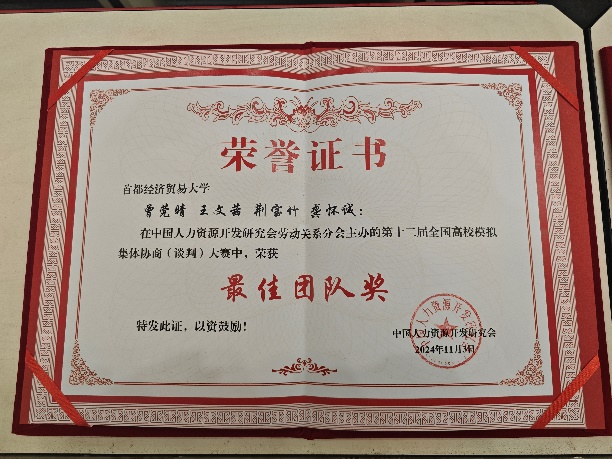 荣誉证书
首都经济贸易大学
曾莞晴 王文茜 荆宝竹 龚怀诚：
在中国人力资源开发研究会劳动关系分会主办的第十二届全国高校模拟
集体协商（谈判）大赛中，荣获
最佳团队奖
特发此证，以资鼓励！
中国人力资源开发研究会
2024年11月3日